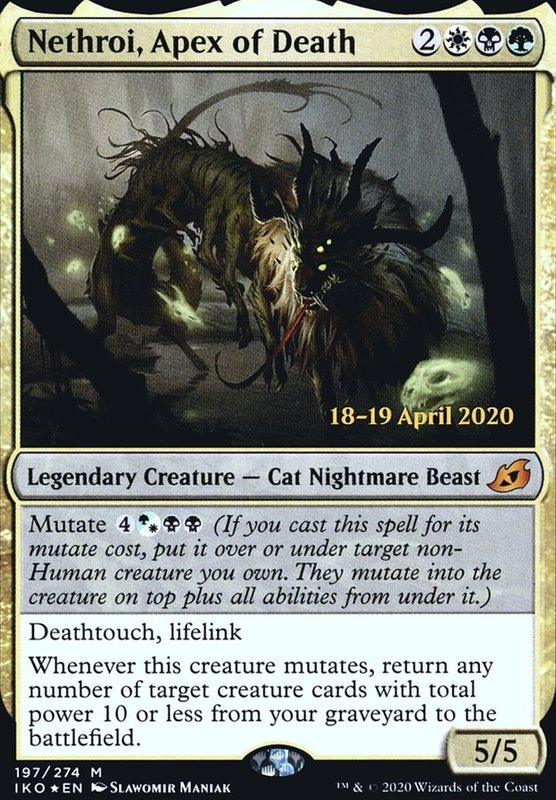 Nethroi, Apex of Death 2
18–19 April 2020
Legendary Creature — Cat Nightmare Beast
Mutate 4 (If you cast this spell for its
mutate cost, put it over or under target non-
Human creature you own. They mutate into the
creature on top plus all abilities from under it.)
Deathtouch, lifelink
Whenever this creature mutates, return any
number of target creature cards with total
power 10 or less from your graveyard to the
battlefield.
5/5
197/274 M
IKO ★ EN SLAWOMIR MANIAK ™ & © 2020 Wizards of the Coast